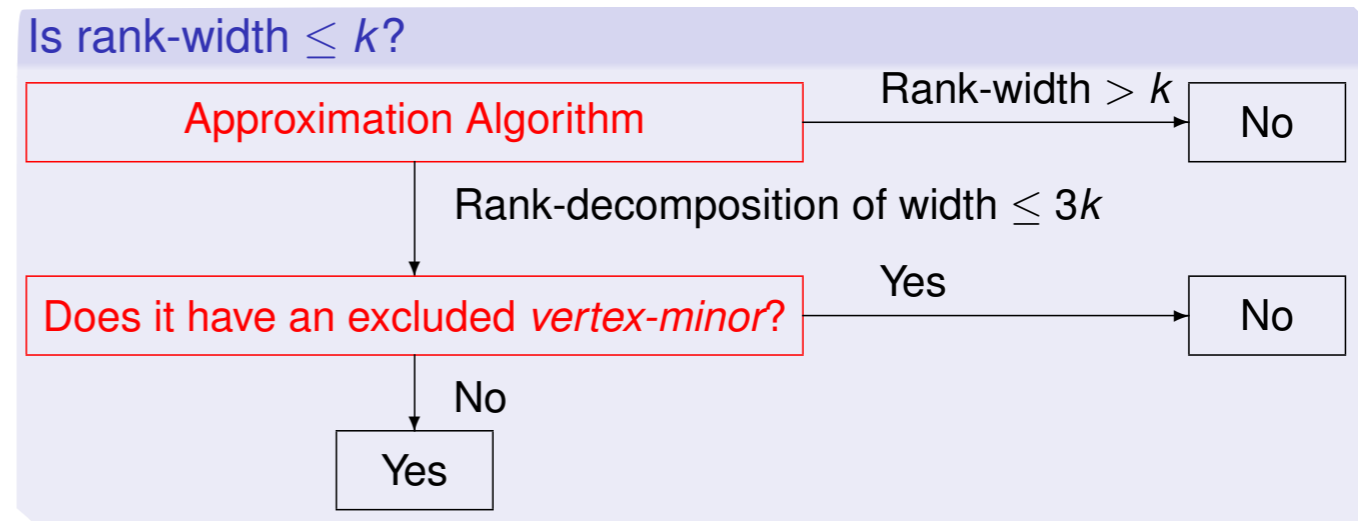 Is rank-width ≤ k?
Approximation Algorithm
Rank-width > k
No
Rank-decomposition of width ≤ 3k
Does it have an excluded vertex-minor?
Yes
No
No
Yes